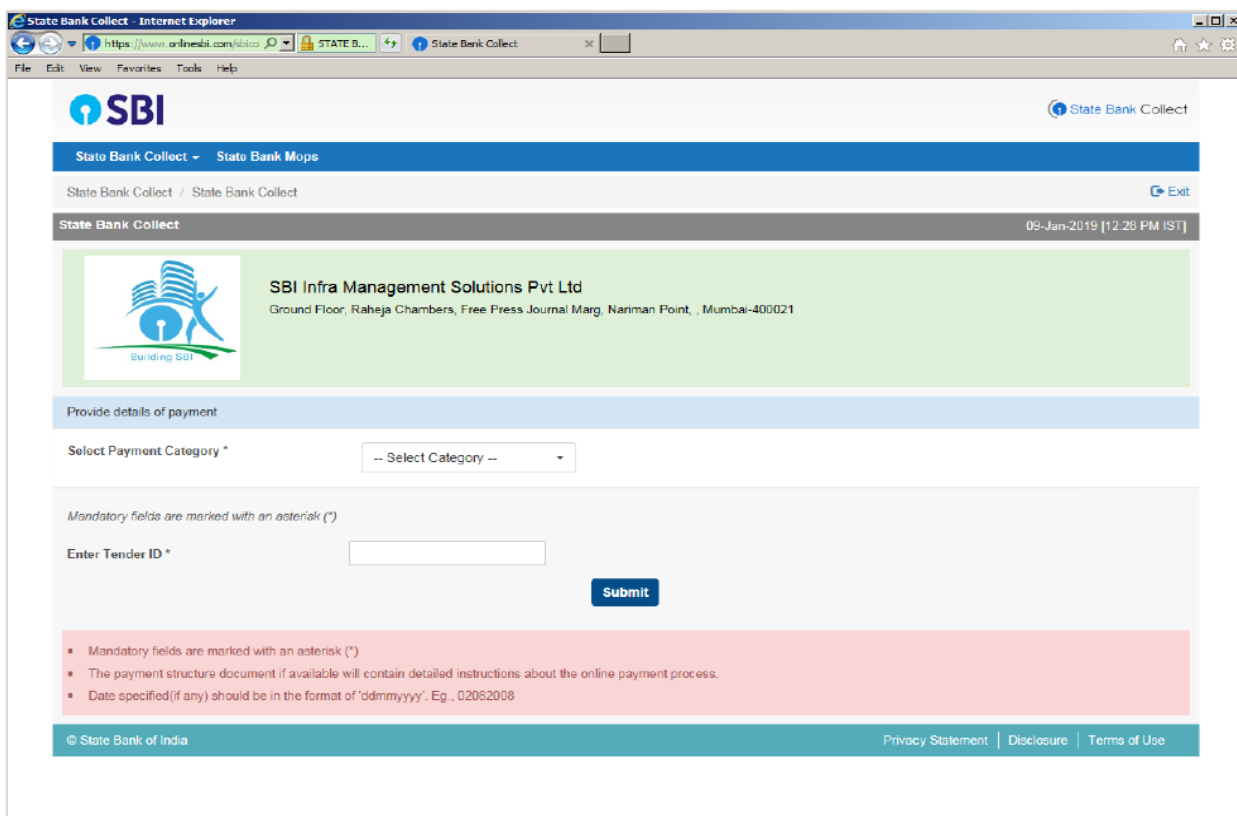 State Bank Collect - Internet Explorer
https://www.onlinesbi.com/sbico STATE B... State Bank Collect
File Edit View Favorites Tools Help
SBI
State Bank Collect
State Bank Collect State Bank Mops
State Bank Collect / State Bank Collect Exit
State Bank Collect 09-Jan-2019 [12:28 PM IST]
SBI Infra Management Solutions Pvt Ltd
Ground Floor, Raheja Chambers, Free Press Journal Marg, Nariman Point, , Mumbai-400021
Building SBI
Provide details of payment
Select Payment Category * -- Select Category --
Mandatory fields are marked with an asterisk (*)
Enter Tender ID *
Submit
Mandatory fields are marked with an asterisk (*)
The payment structure document if available will contain detailed instructions about the online payment process.
Date specified(if any) should be in the format of 'ddmmyyyy'. Eg., 02082008
© State Bank of India Privacy Statement | Disclosure | Terms of Use